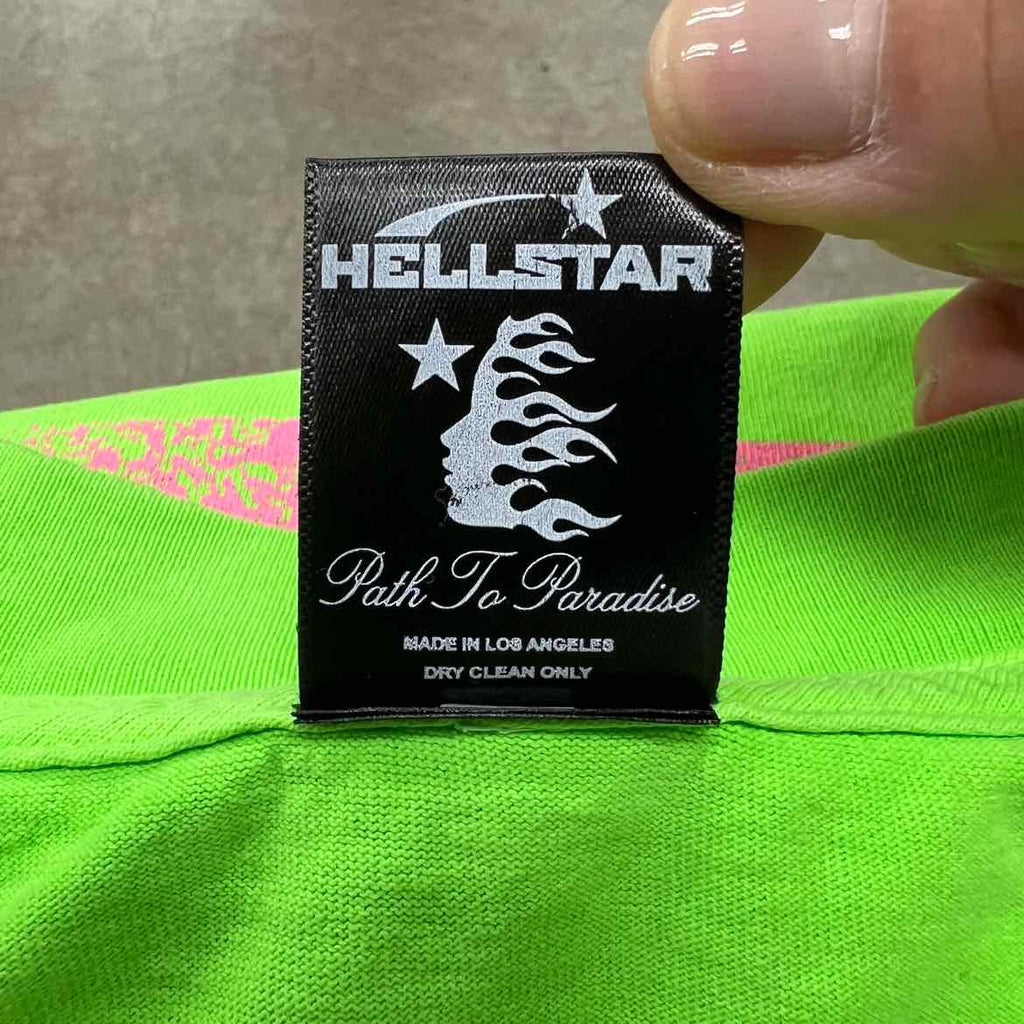 HELLSTAR
Path To Paradise
MADE IN LOS ANGELES
DRY CLEAN ONLY